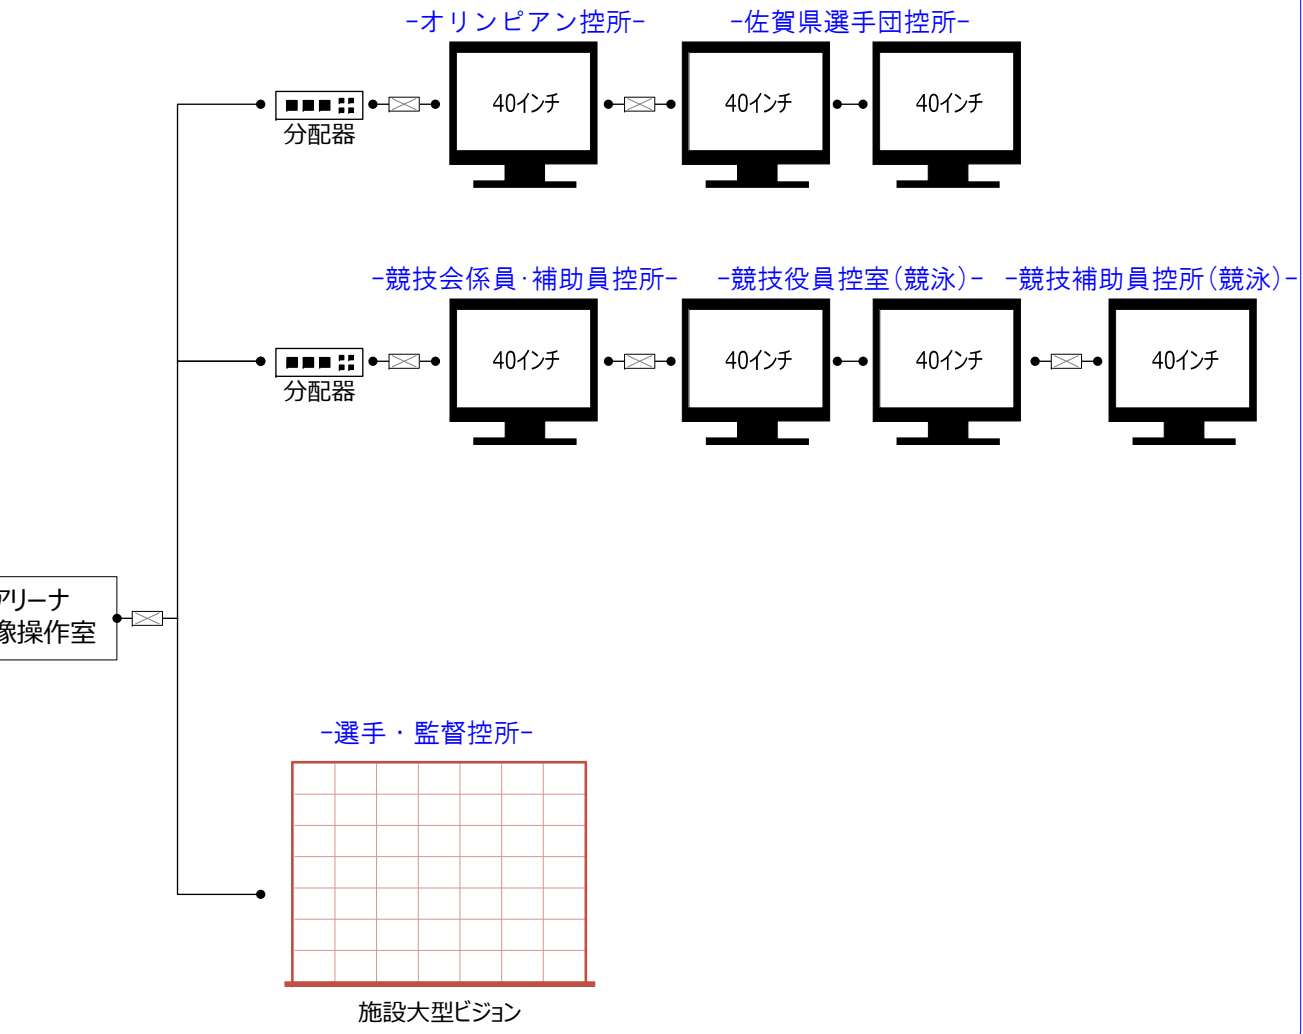 -オリンピアン控所- -佐賀県選手団控所-
40インチ 40インチ 40インチ
分配器
-競技会係員・補助員控所- -競技役員控室(競泳)- -競技補助員控所(競泳)-
40インチ 40インチ 40インチ 40インチ
分配器
アリーナ
像操作室
-選手・監督控所-
施設大型ビジョン